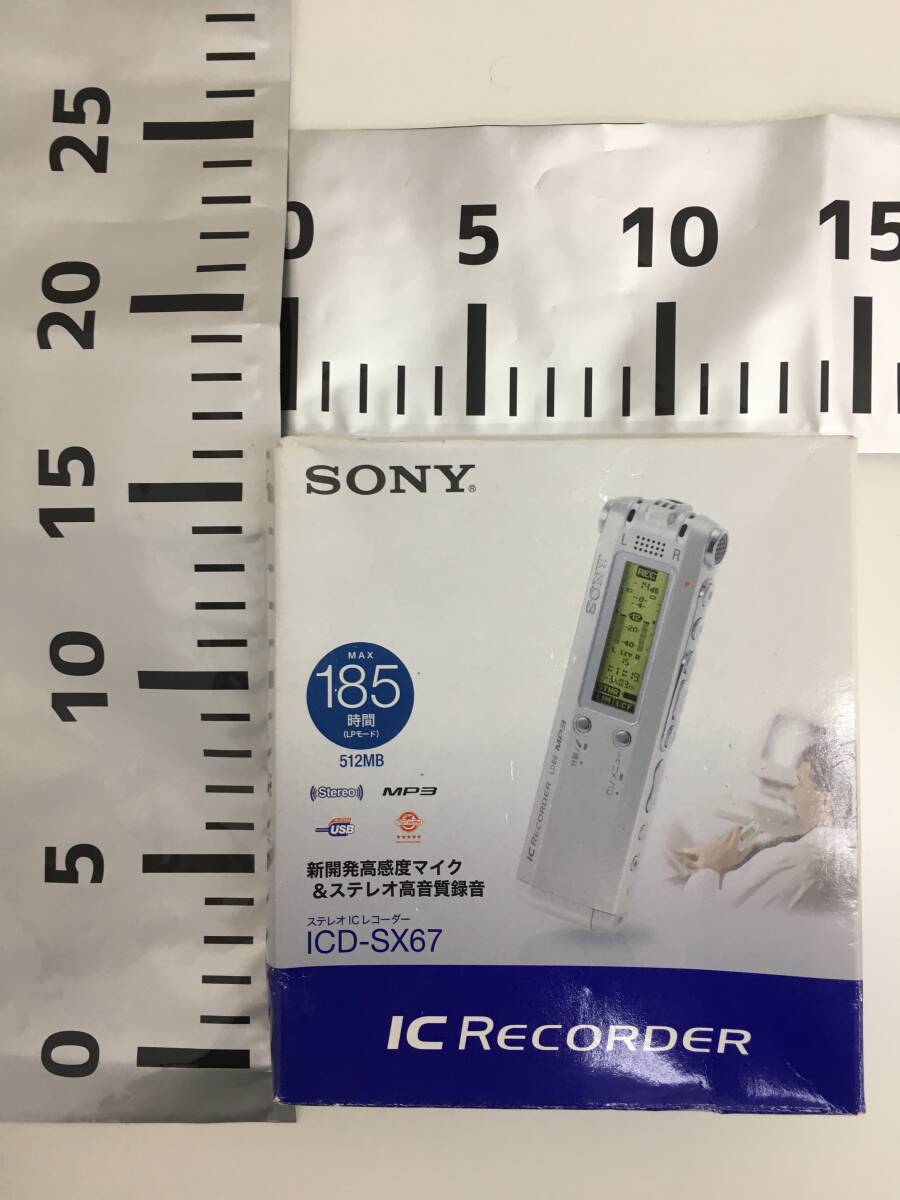 25
20
15
10
5
0
0 5 10 15
SONY®
L
R
SONY
REC
MAX
185
時間
(LPモード)
512MB
Stereo
MP3
USB
IC RECORDER
MP3
新開発高感度マイク
&ステレオ高音質録音
ステレオICレコーダー
ICD-SX67
IC RECORDER